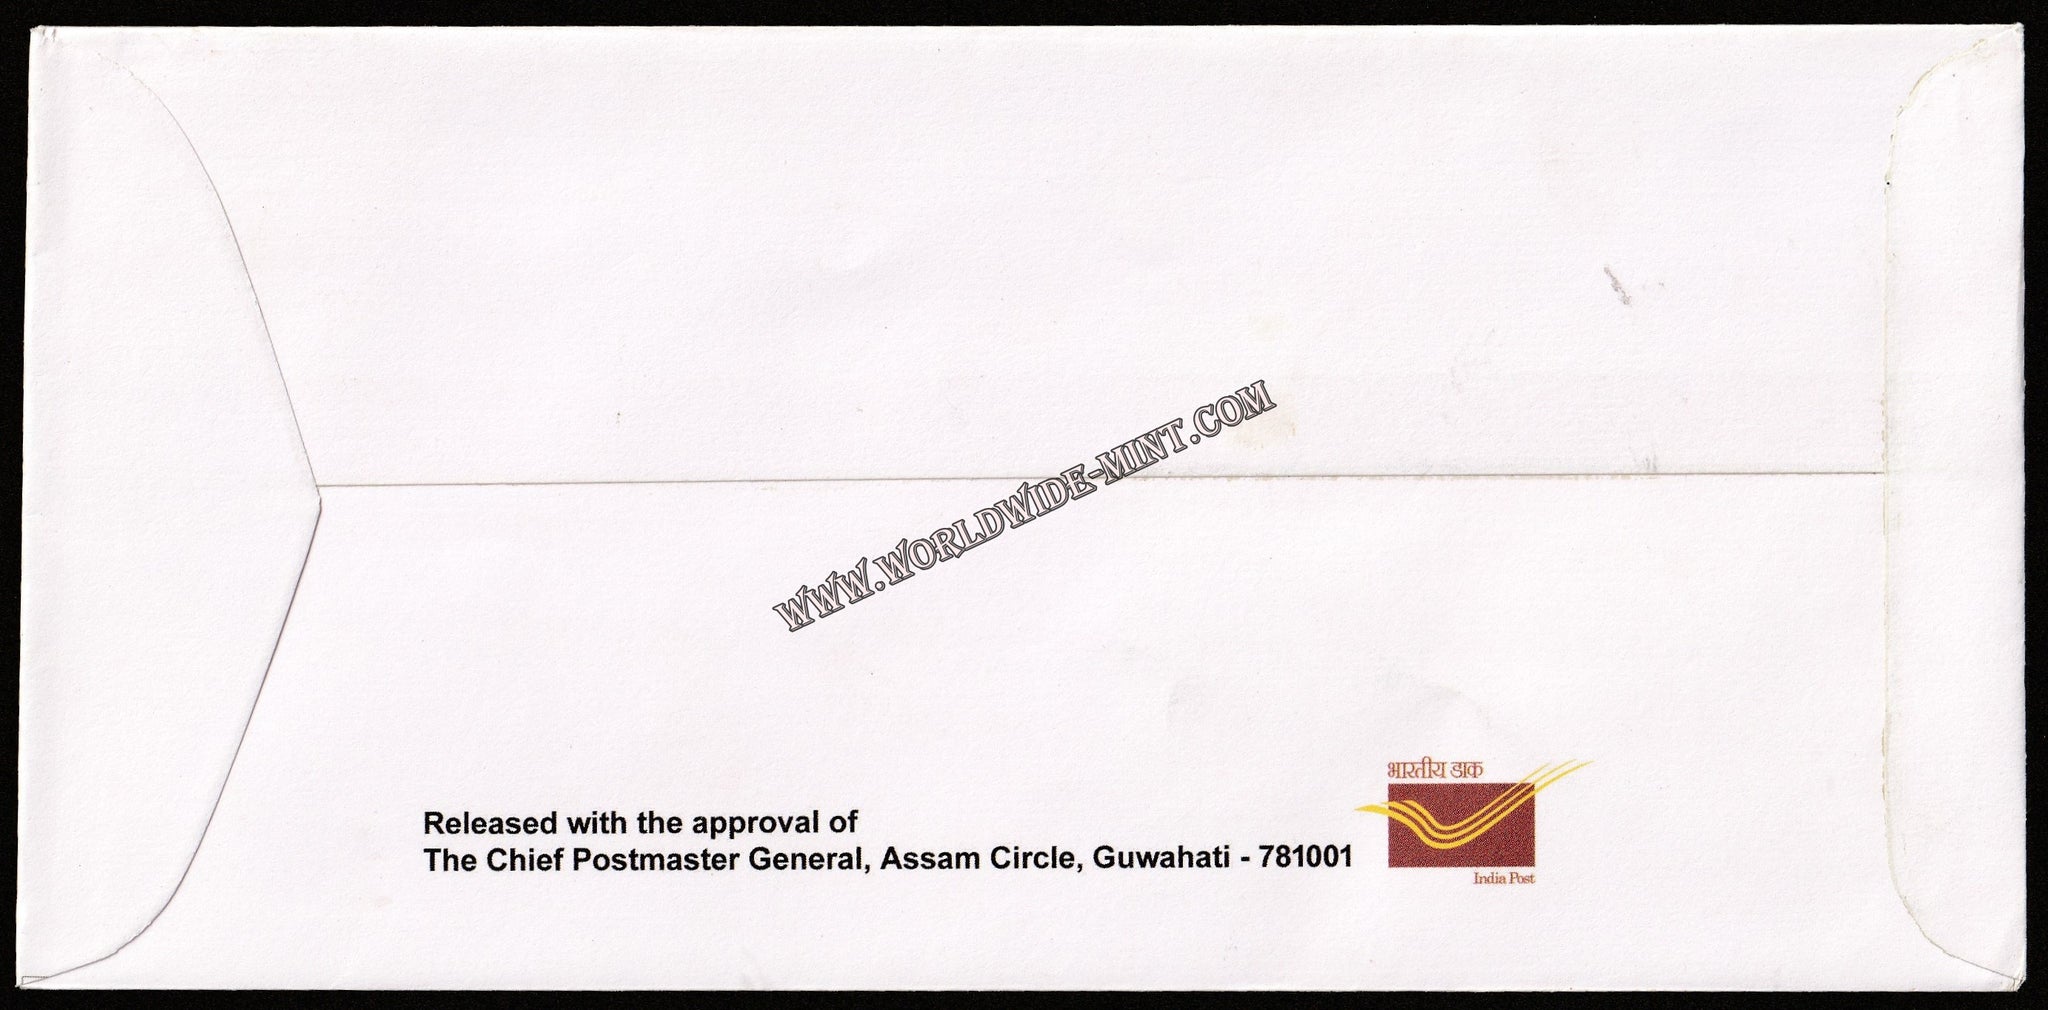 WWW.WORLDWIDE-MINT.COM
भारतीय डाक
Released with the approval of
The Chief Postmaster General, Assam Circle, Guwahati - 781001
India Post